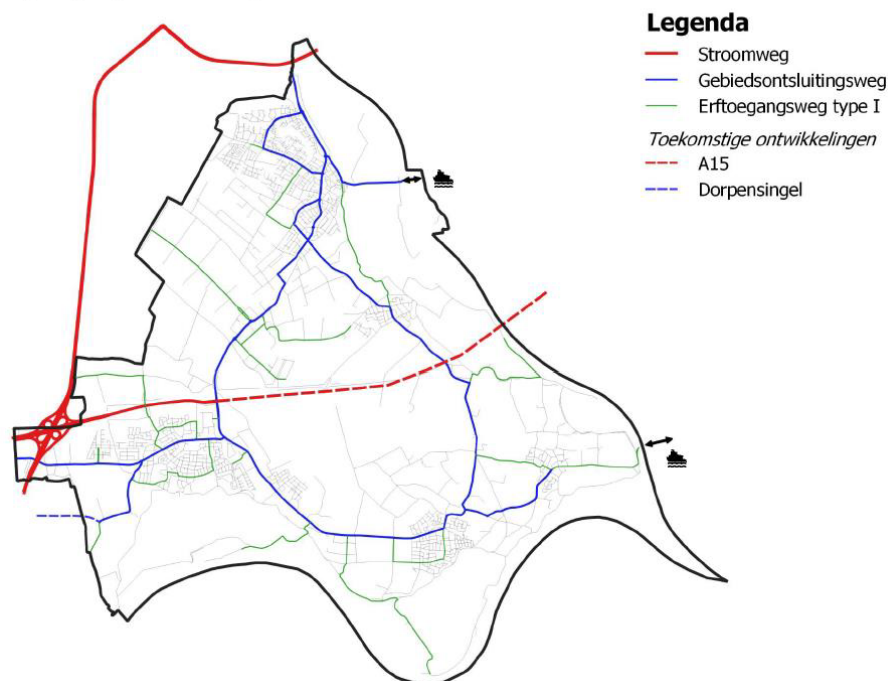 Legenda
Stroomweg
Gebiedsontsluitingsweg
Erftoegangsweg type I
Toekomstige ontwikkelingen
A15
Dorpensingel